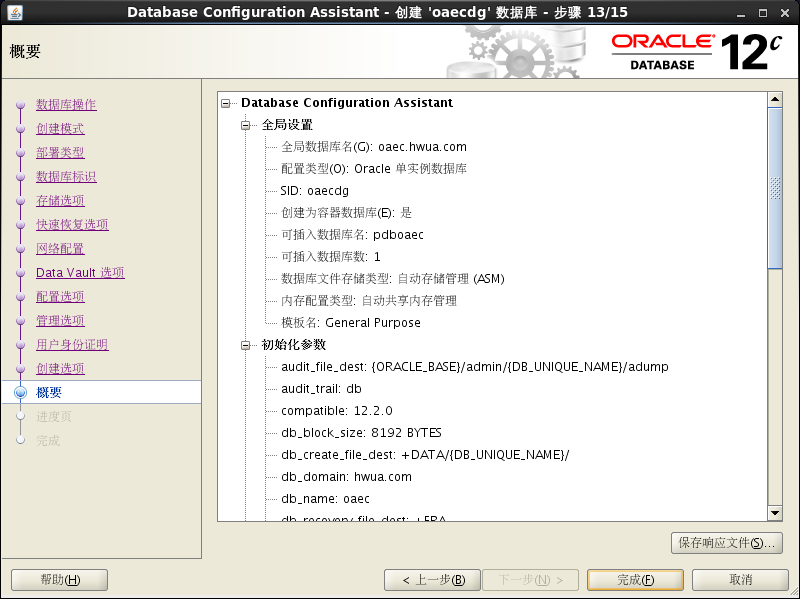 Database Configuration Assistant - 创建 'oaecdg' 数据库 - 步骤 13/15
概要
ORACLE
DATABASE
12c
数据库操作
创建模式
部署类型
数据库标识
存储选项
快速恢复选项
网络配置
Data Vault 选项
配置选项
管理选项
用户身份证明
创建选项
概要
进度页
完成
Database Configuration Assistant
全局设置
全局数据库名(G): oaec.hwua.com
配置类型(O): Oracle 单实例数据库
SID: oaecdg
创建为容器数据库(E): 是
可插入数据库名: pdboaec
可插入数据库数: 1
数据库文件存储类型: 自动存储管理 (ASM)
内存配置类型: 自动共享内存管理
模板名: General Purpose
初始化参数
audit_file_dest: {ORACLE_BASE}/admin/{DB_UNIQUE_NAME}/adump
audit_trail: db
compatible: 12.2.0
db_block_size: 8192 BYTES
db_create_file_dest: +DATA/{DB_UNIQUE_NAME}/
db_domain: hwua.com
db_name: oaec
db_recovery_file_dest: +FRA
保存响应文件(S)...
帮助(H)
< 上一步(B)
下一步(N) >
完成(F)
取消